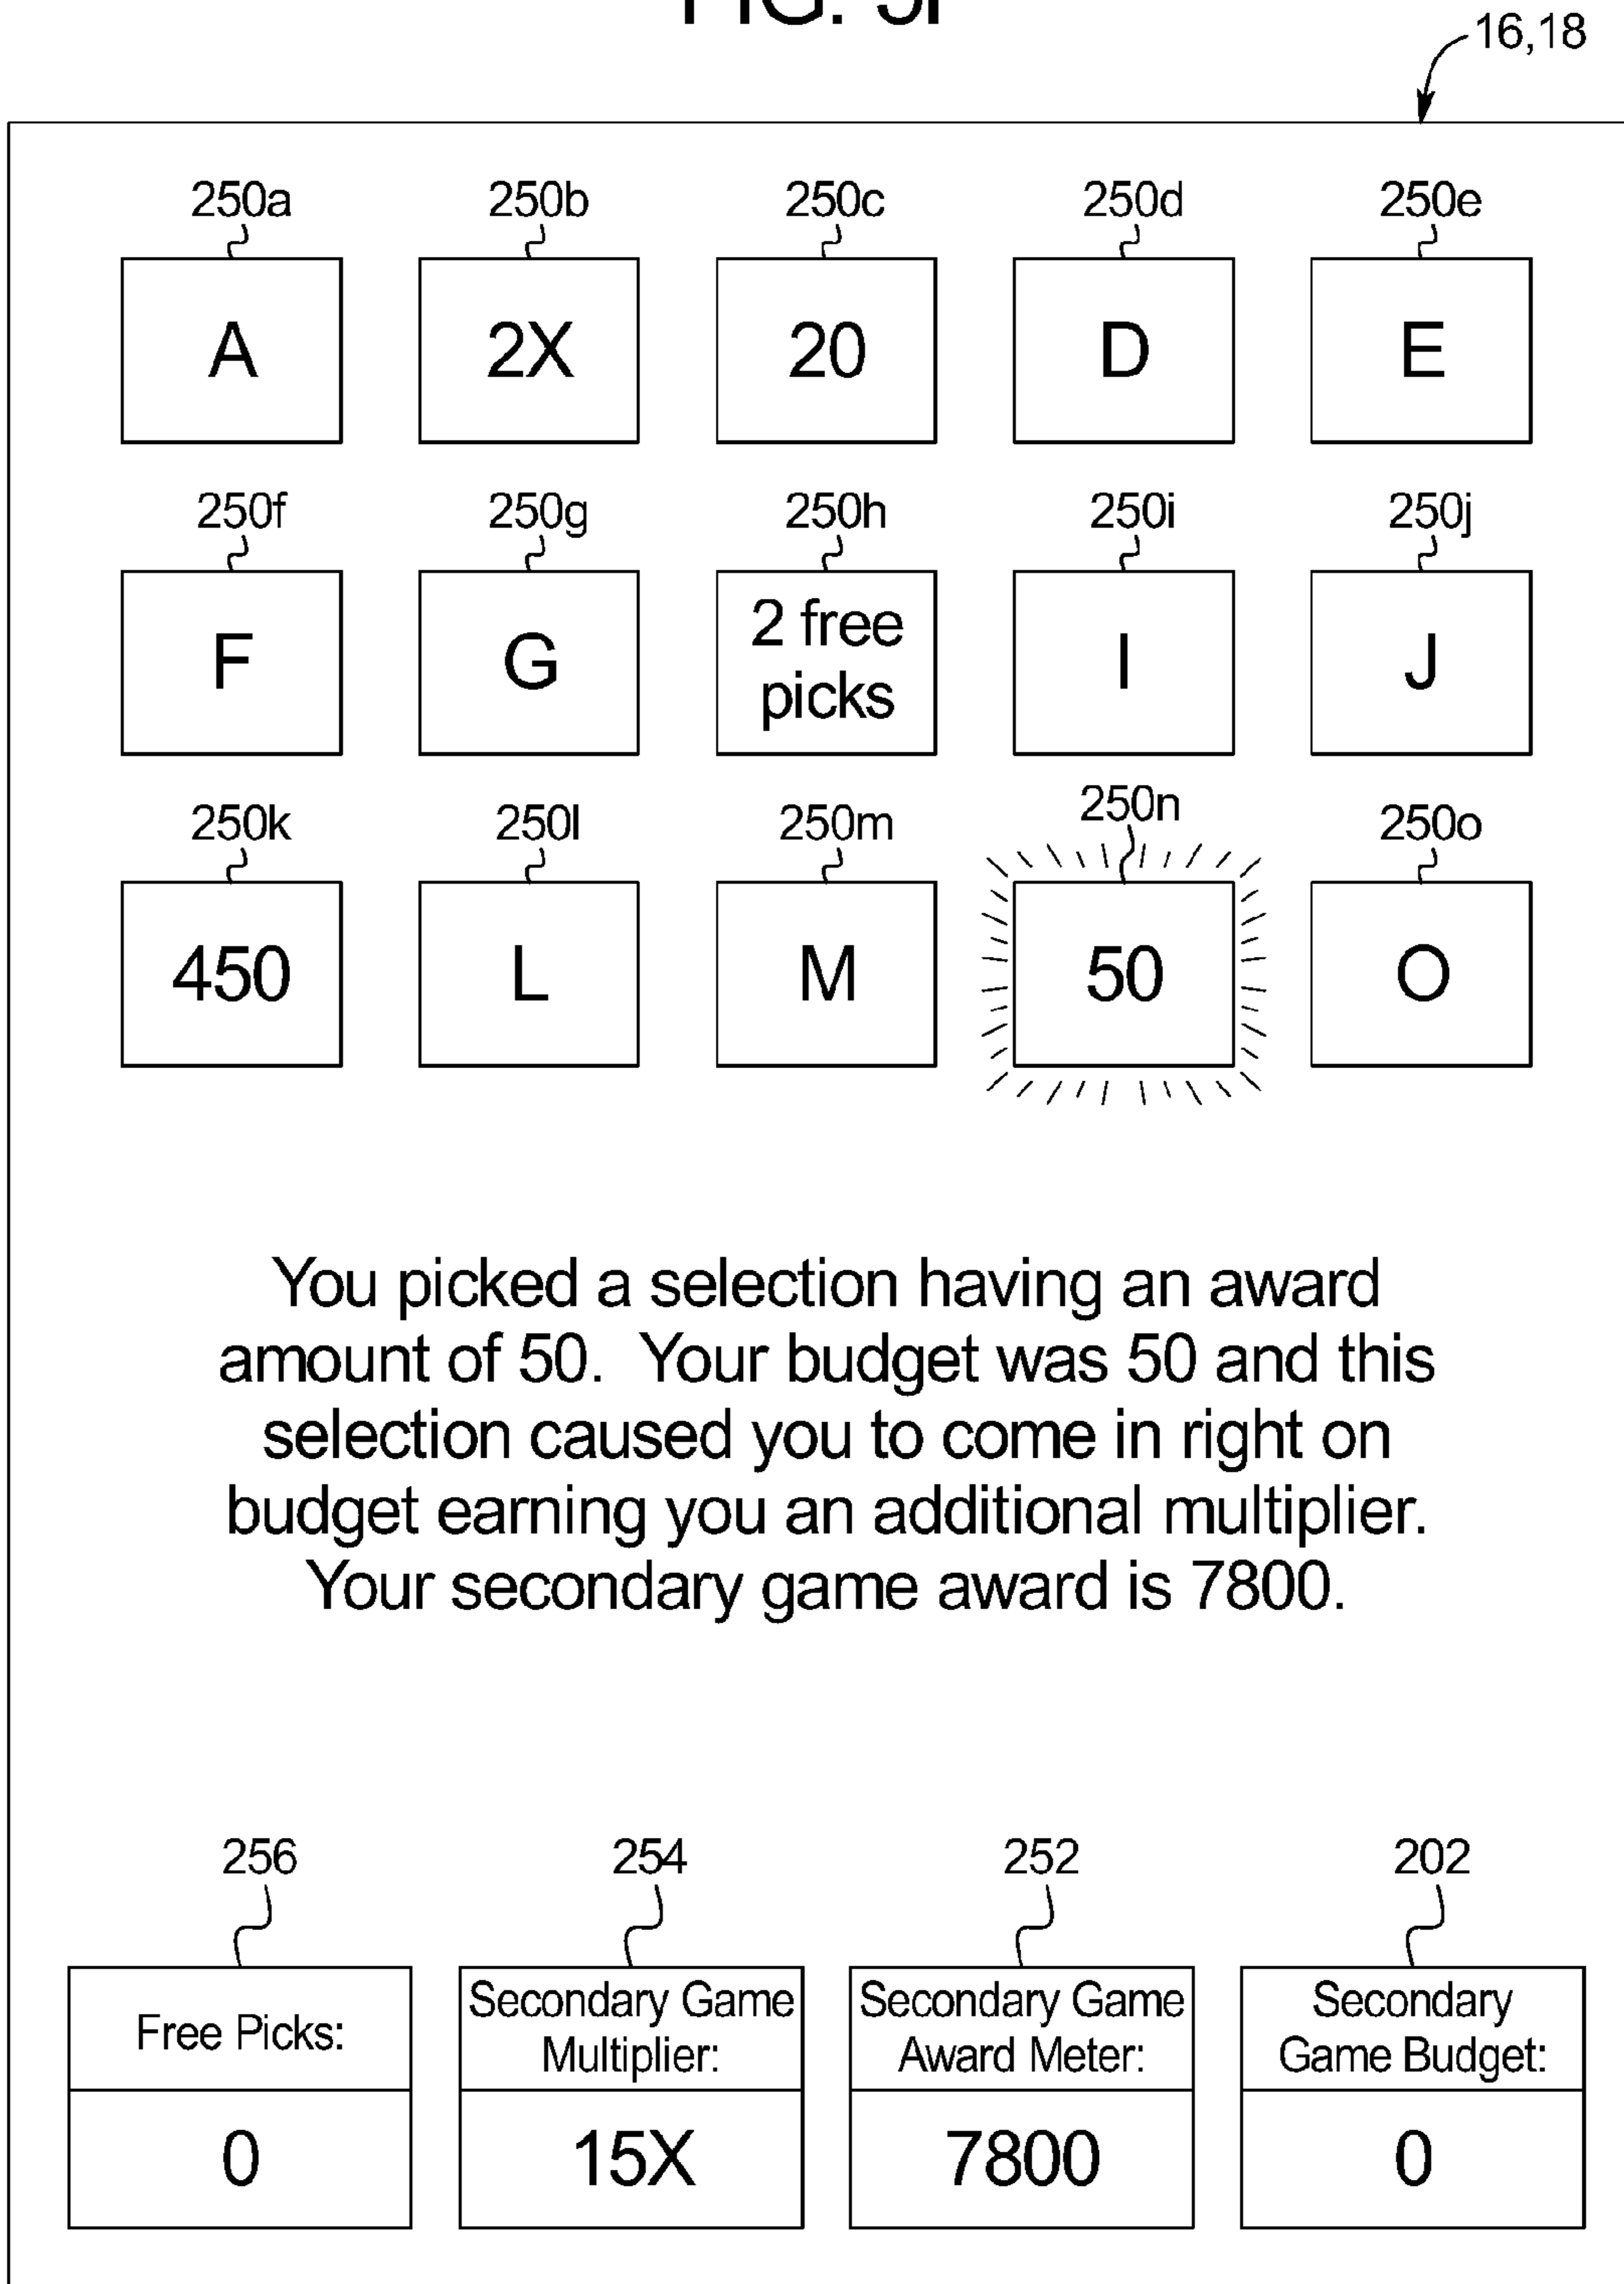 16,18
250a 250b 250c 250d 250e
A 2X 20 D E
250f 250g 250h 250i 250j
F G 2 free picks I J
250k 250l 250m 250n 250o
450 L M 50 O
You picked a selection having an award
amount of 50. Your budget was 50 and this
selection caused you to come in right on
budget earning you an additional multiplier.
Your secondary game award is 7800.
256 254 252 202
Free Picks: Secondary Game Multiplier: Secondary Game Award Meter: Secondary Game Budget:
0 15X 7800 0